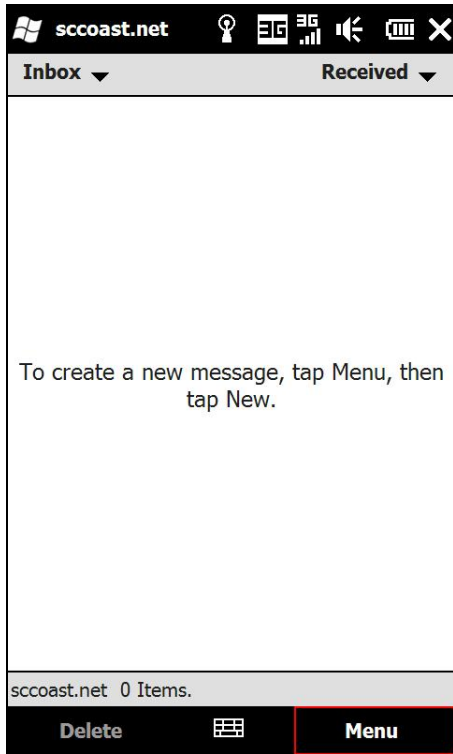 sccoast.net 3G 3G
Inbox Received
To create a new message, tap Menu, then
tap New.
sccoast.net 0 Items.
Delete Menu